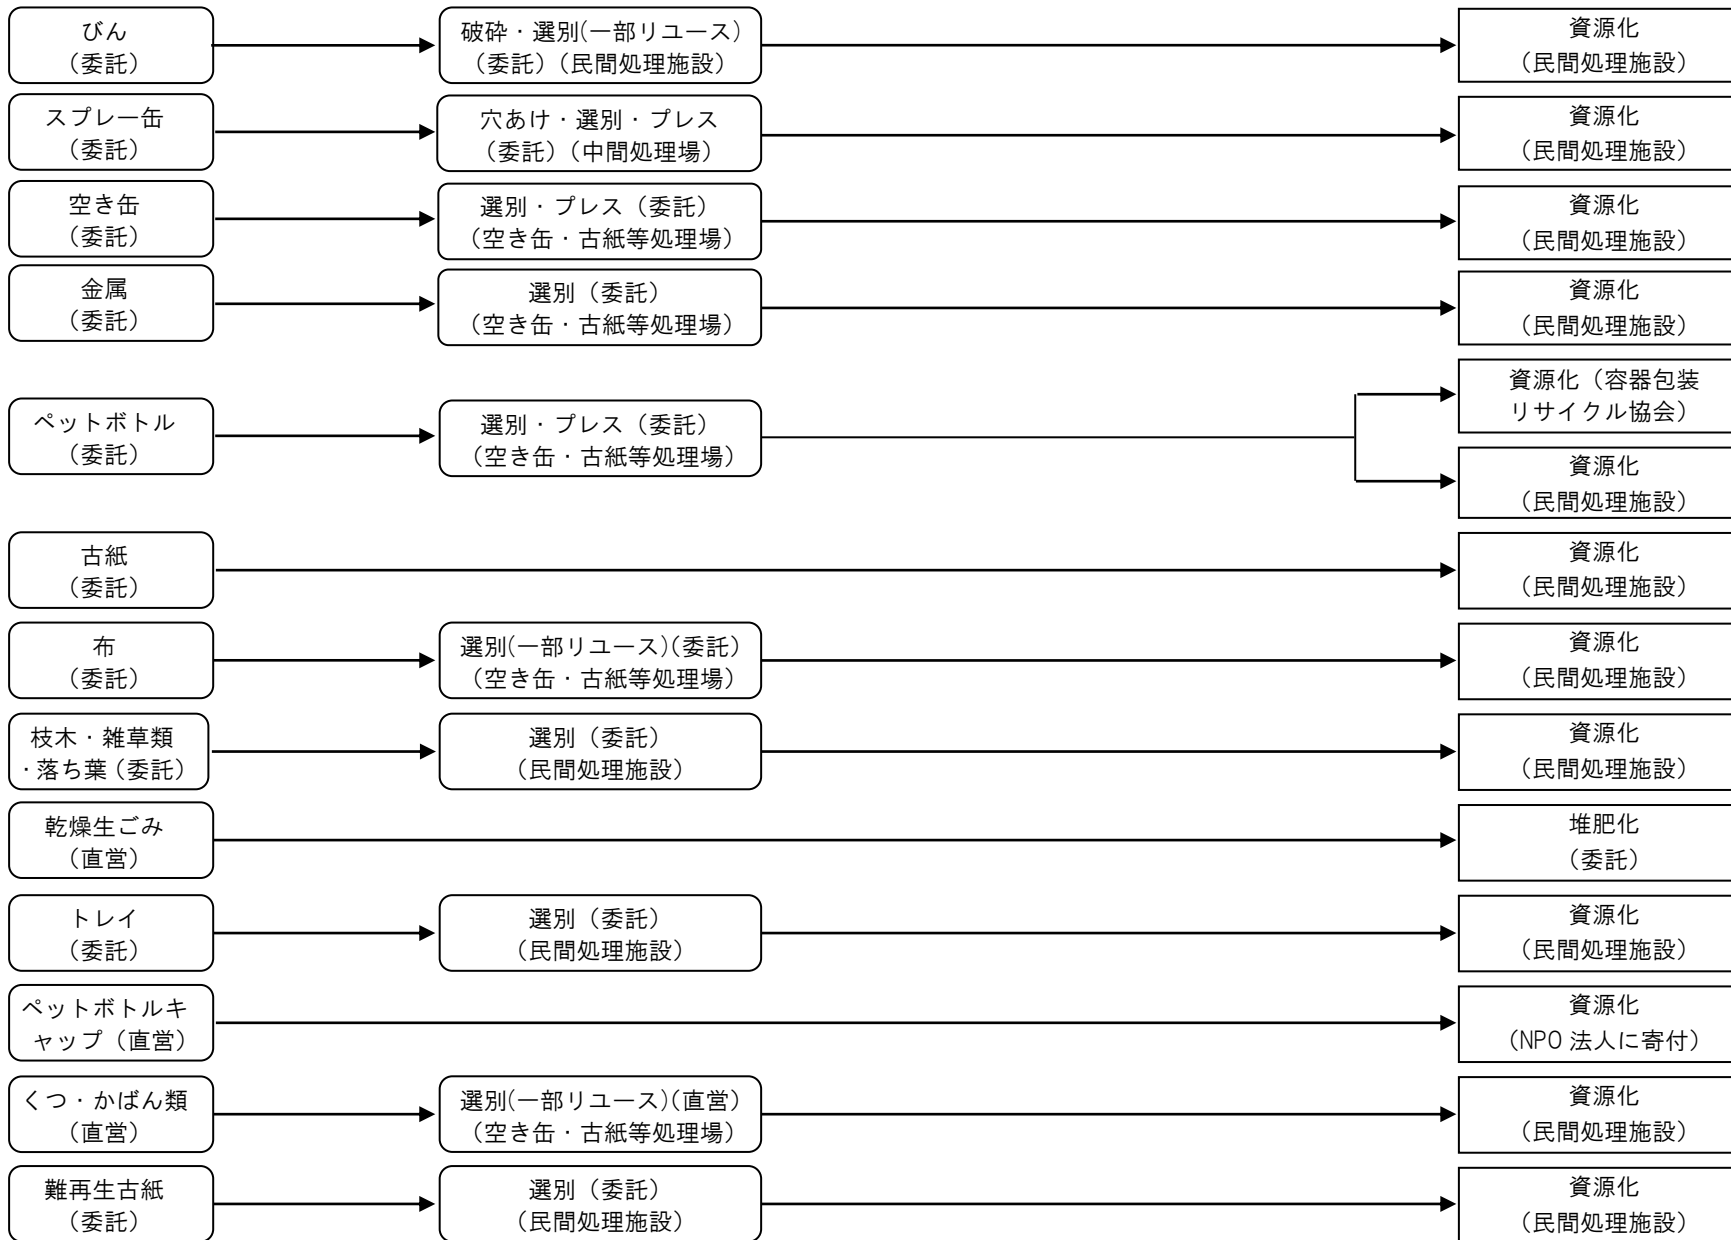 びん
(委託)
破砕・選別(一部リユース)
(委託)(民間処理施設)
資源化
(民間処理施設)
スプレー缶
(委託)
穴あけ・選別・プレス
(委託)(中間処理場)
資源化
(民間処理施設)
空き缶
(委託)
選別・プレス(委託)
(空き缶・古紙等処理場)
資源化
(民間処理施設)
金属
(委託)
選別(委託)
(空き缶・古紙等処理場)
資源化
(民間処理施設)
ペットボトル
(委託)
選別・プレス(委託)
(空き缶・古紙等処理場)
資源化(容器包装
リサイクル協会)
資源化
(民間処理施設)
古紙
(委託)
資源化
(民間処理施設)
布
(委託)
選別(一部リユース)(委託)
(空き缶・古紙等処理場)
資源化
(民間処理施設)
枝木・雑草類
・落ち葉(委託)
選別(委託)
(民間処理施設)
資源化
(民間処理施設)
乾燥生ごみ
(直営)
堆肥化
(委託)
トレイ
(委託)
選別(委託)
(民間処理施設)
資源化
(民間処理施設)
ペットボトルキ
ャップ(直営)
資源化
(NPO 法人に寄付)
くつ・かばん類
(直営)
選別(一部リユース)(直営)
(空き缶・古紙等処理場)
資源化
(民間処理施設)
難再生古紙
(委託)
選別(委託)
(民間処理施設)
資源化
(民間処理施設)